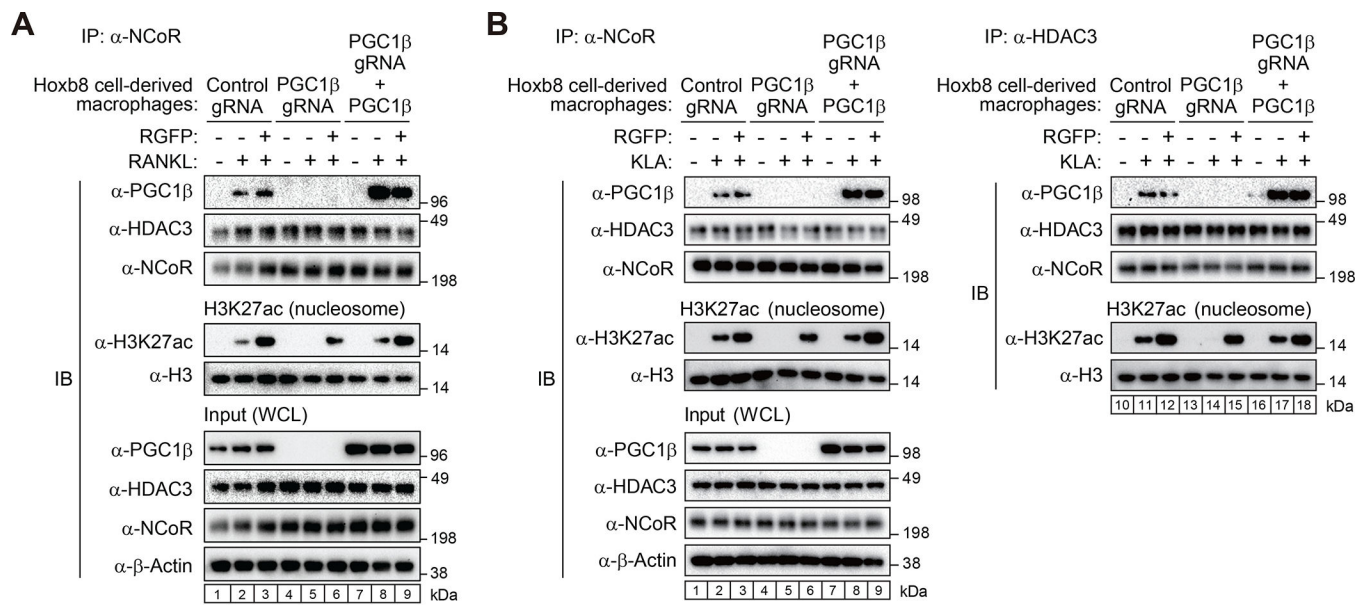 A
IP: α-NCoR
Hoxb8 cell-derived
macrophages:
Control
gRNA
PGC1β
gRNA
PGC1β
gRNA
+
PGC1β
RGFP: - - + - - + - - +
RANKL: - + + - + + - + +
IB
α-PGC1β 96
α-HDAC3 49
α-NCoR 198
H3K27ac (nucleosome)
α-H3K27ac 14
α-H3 14
Input (WCL)
α-PGC1β 96
α-HDAC3 49
α-NCoR 198
α-β-Actin 38
1 2 3 4 5 6 7 8 9 kDa
B
IP: α-NCoR
Hoxb8 cell-derived
macrophages:
Control
gRNA
PGC1β
gRNA
PGC1β
gRNA
+
PGC1β
RGFP: - - + - - + - - +
KLA: - + + - + + - + +
IB
α-PGC1β 98
α-HDAC3 49
α-NCoR 198
H3K27ac (nucleosome)
α-H3K27ac 14
α-H3 14
Input (WCL)
α-PGC1β 98
α-HDAC3 49
α-NCoR 198
α-β-Actin 38
1 2 3 4 5 6 7 8 9 kDa
IP: α-HDAC3
Hoxb8 cell-derived
macrophages:
Control
gRNA
PGC1β
gRNA
PGC1β
gRNA
+
PGC1β
RGFP: - - + - - + - - +
KLA: - + + - + + - + +
IB
α-PGC1β 98
α-HDAC3 49
α-NCoR 198
H3K27ac (nucleosome)
α-H3K27ac 14
α-H3 14
10 11 12 13 14 15 16 17 18 kDa